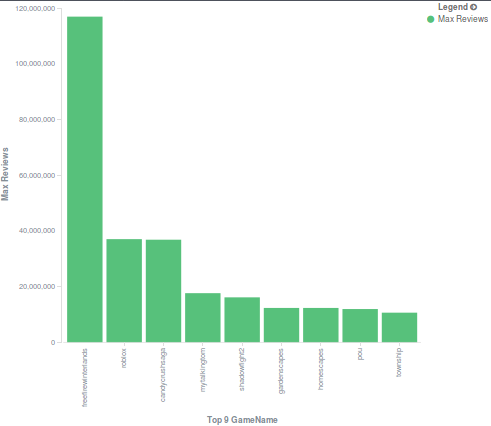 120,000,000
100,000,000
80,000,000
60,000,000
40,000,000
20,000,000
0
Max Reviews
freefirewinterlands
roblox
candycrushsaga
mytalkingtom
shadowfight2
gardenscapes
homescapes
pou
township
Top 9 GameName
Legend
Max Reviews